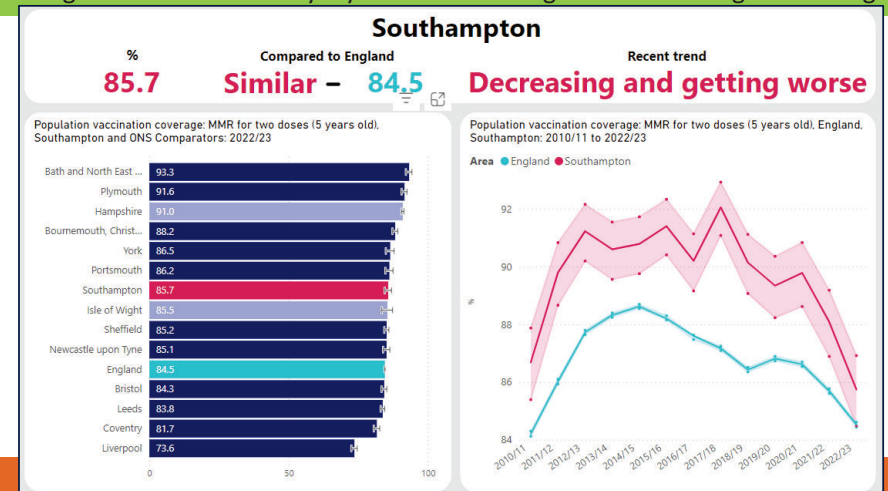 Southampton
%
85.7
Compared to England
Similar – 84.5
Recent trend
Decreasing and getting worse
Population vaccination coverage: MMR for two doses (5 years old),
Southampton and ONS Comparators: 2022/23
Bath and North East ... 93.3
Plymouth 91.6
Hampshire 91.0
Bournemouth, Christ... 88.2
York 86.5
Portsmouth 86.2
Southampton 85.7
Isle of Wight 85.5
Sheffield 85.2
Newcastle upon Tyne 85.1
England 84.5
Bristol 84.3
Leeds 83.8
Coventry 81.7
Liverpool 73.6
0 50 100
Population vaccination coverage: MMR for two doses (5 years old), England,
Southampton: 2010/11 to 2022/23
Area England Southampton
92
90
%
88
86
84
2010/11 2011/12 2012/13 2013/14 2014/15 2015/16 2016/17 2017/18 2018/19 2019/20 2020/21 2021/22 2022/23